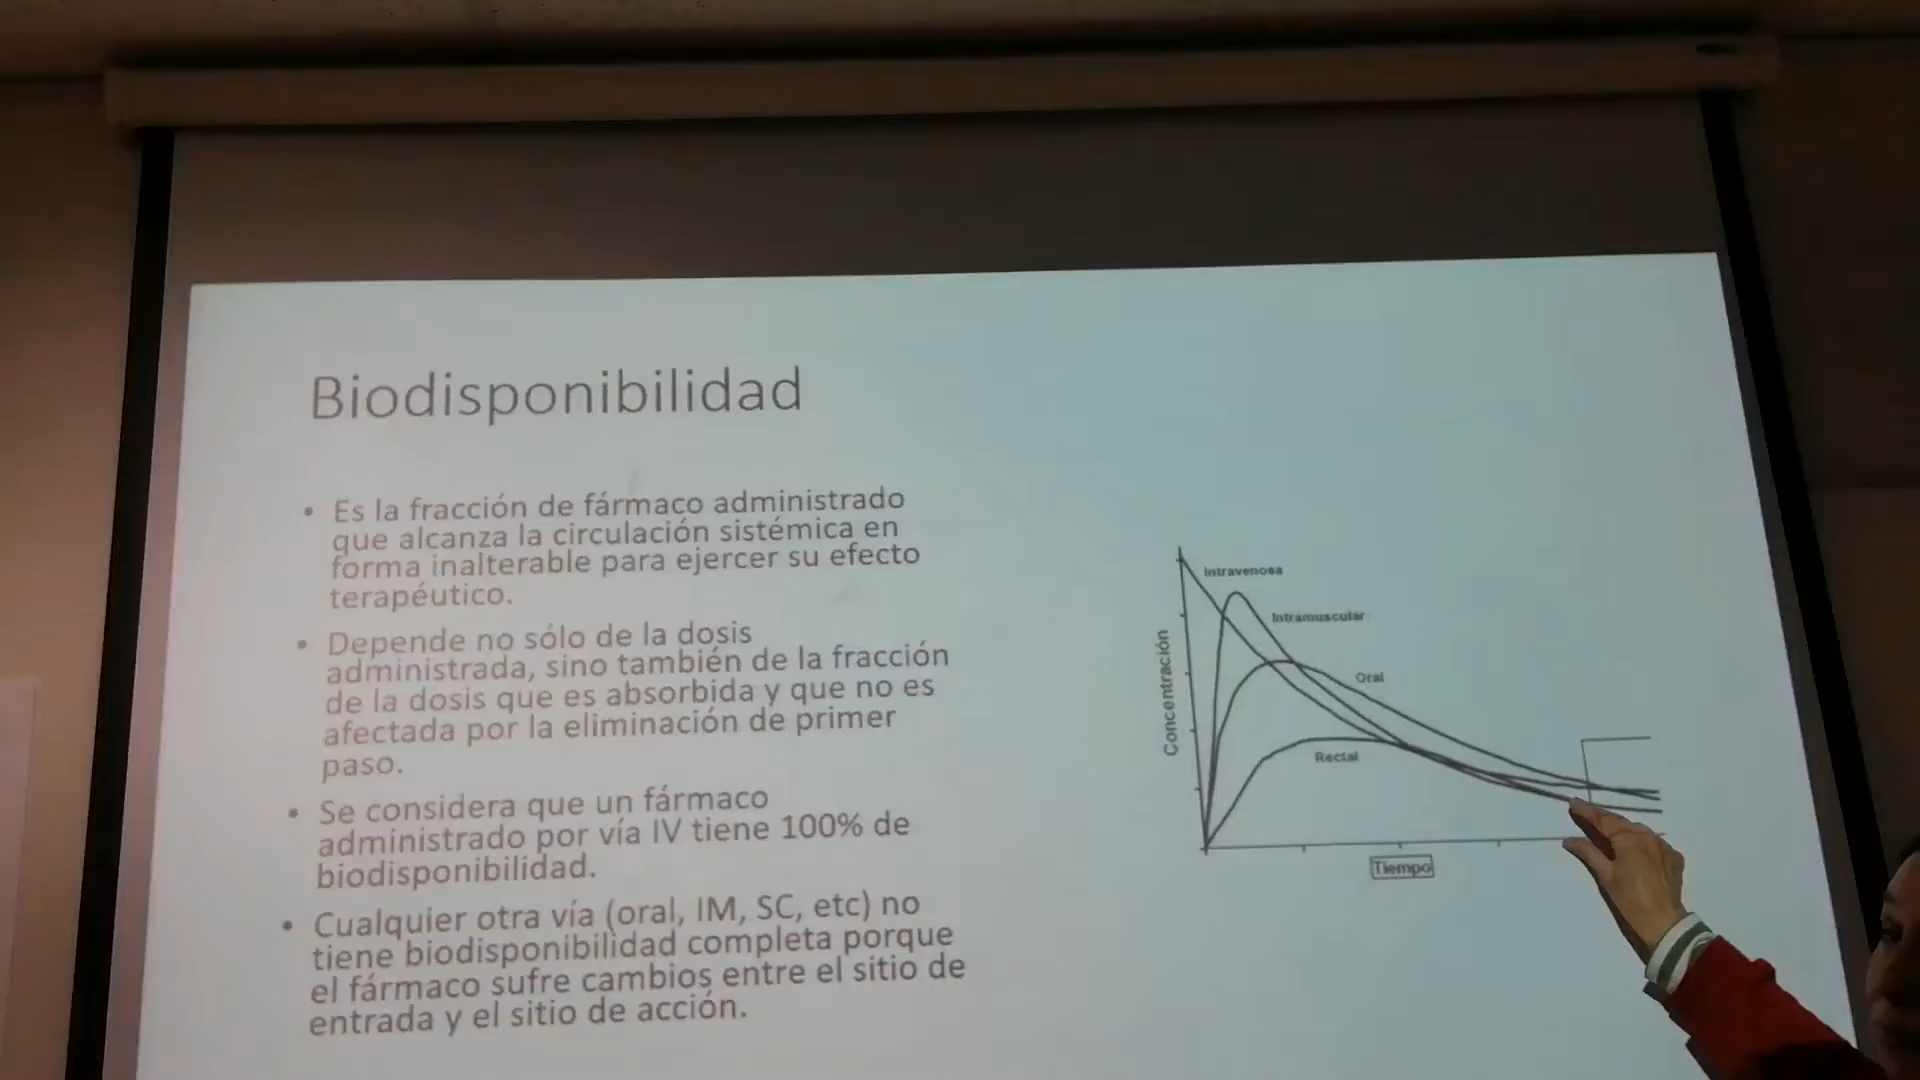 Biodisponibilidad
• Es la fracción de fármaco administrado
que alcanza la circulación sistémica en
forma inalterable para ejercer su efecto
terapéutico.
• Depende no sólo de la dosis
administrada, sino también de la fracción
de la dosis que es absorbida y que no es
afectada por la eliminación de primer
paso.
• Se considera que un fármaco
administrado por vía IV tiene 100% de
biodisponibilidad.
• Cualquier otra vía (oral, IM, SC, etc) no
tiene biodisponibilidad completa porque
el fármaco sufre cambios entre el sitio de
entrada y el sitio de acción.
Intravenosa
Intramuscular
Oral
Rectal
Concentración
Tiempo